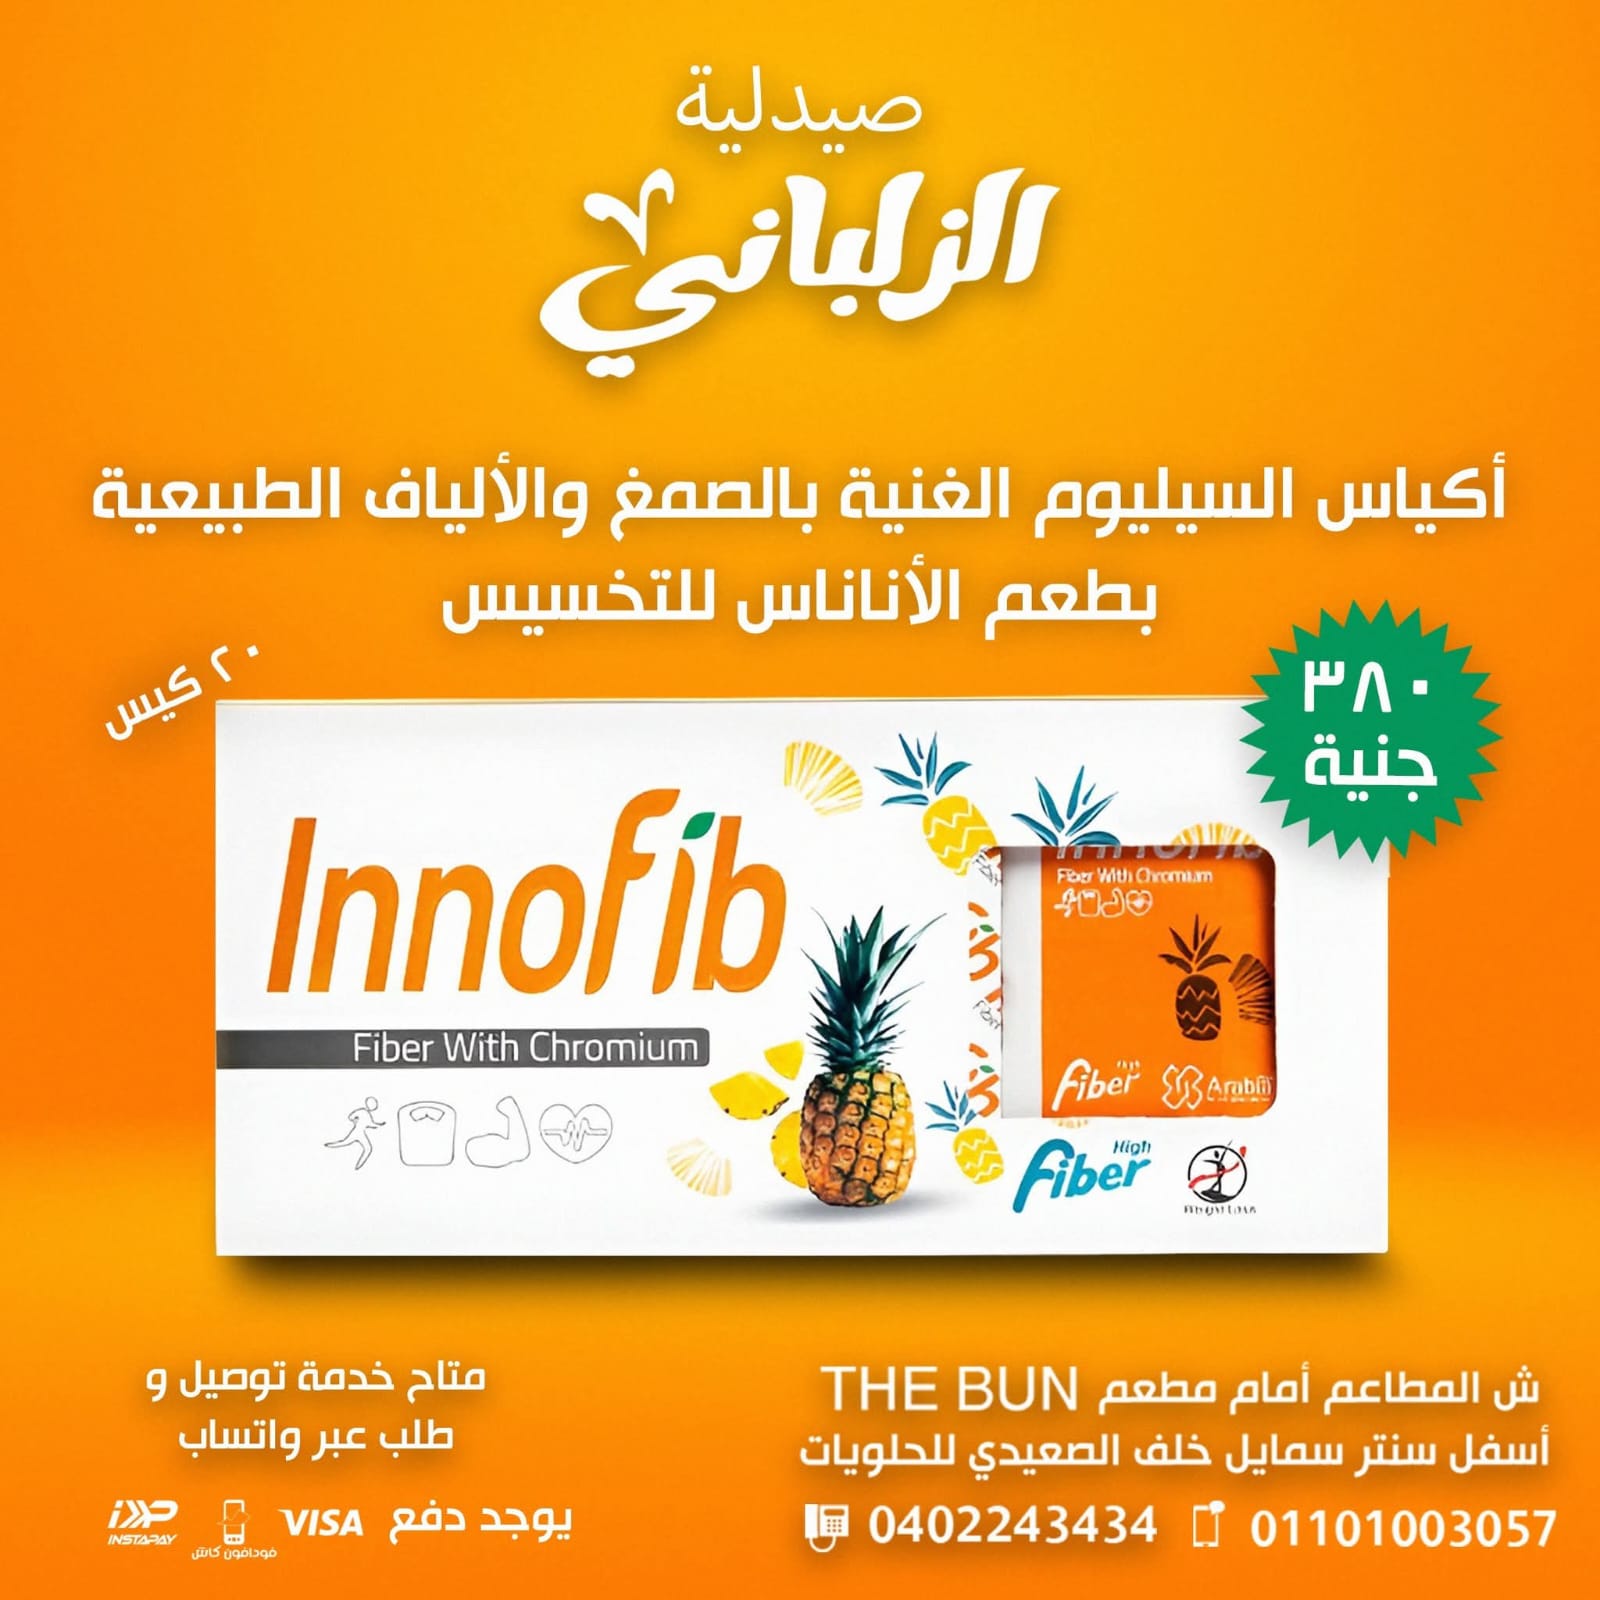 صيدلية
الزلباني
أكياس السيليوم الغنية بالصمغ والألياف الطبيعية
بطعم الأناناس للتخسيس
٢٠ كيس
٣٨٠
جنية
Innofib
Fiber With Chromium
Innofib
Fiber With Chromium
High
Fiber
High
Fiber
ش المطاعم أمام مطعم THE BUN
أسفل سنتر سمايل خلف الصعيدي للحلويات
0402243434
01101003057
متاح خدمة توصيل و
طلب عبر واتساب
يوجد دفع VISA
فودافون كاش
INSTAPAY